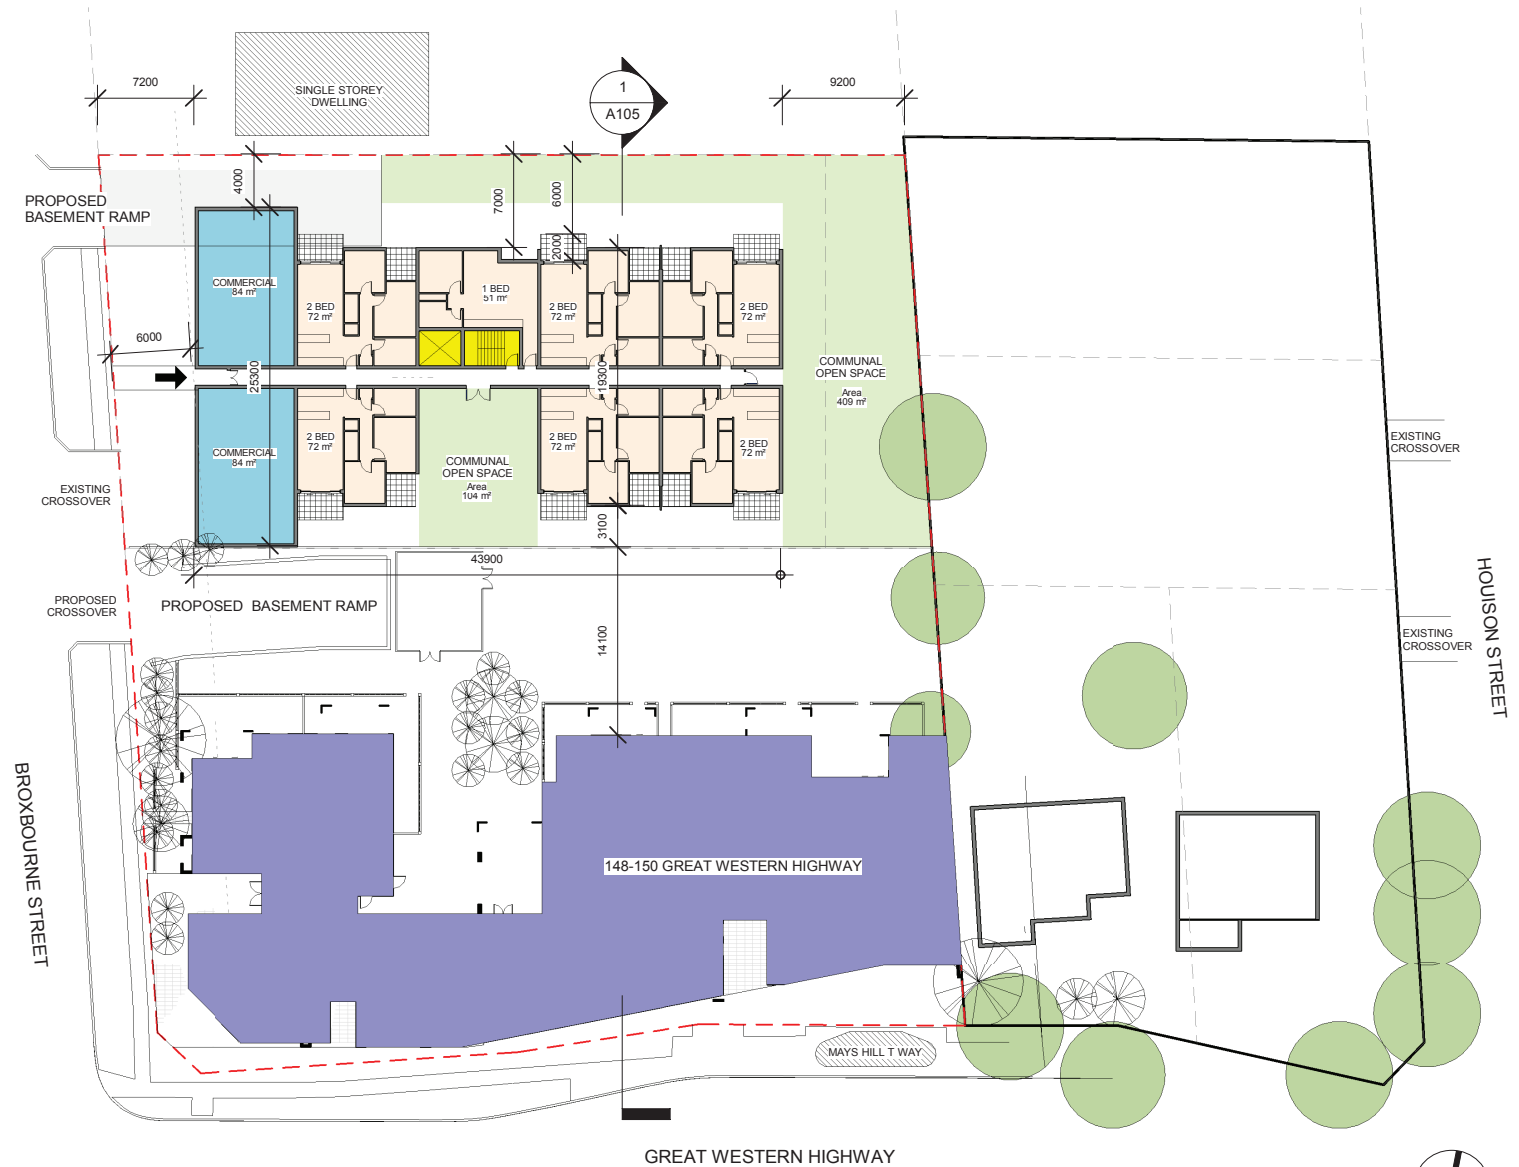 7200
9200
1
A105
SINGLE STOREY
DWELLING
4000
7000
6000
2000
PROPOSED
BASEMENT RAMP
COMMERCIAL
84 m²
2 BED
72 m²
1 BED
51 m²
2 BED
72 m²
2 BED
72 m²
6000
25300
19300
COMMUNAL
OPEN SPACE
Area
409 m²
COMMERCIAL
84 m²
2 BED
72 m²
COMMUNAL
OPEN SPACE
Area
104 m²
2 BED
72 m²
2 BED
72 m²
EXISTING
CROSSOVER
EXISTING
CROSSOVER
3100
43900
PROPOSED
CROSSOVER
PROPOSED BASEMENT RAMP
14100
EXISTING
CROSSOVER
HOUISON STREET
BROXBOURNE STREET
148-150 GREAT WESTERN HIGHWAY
MAYS HILL T WAY
GREAT WESTERN HIGHWAY